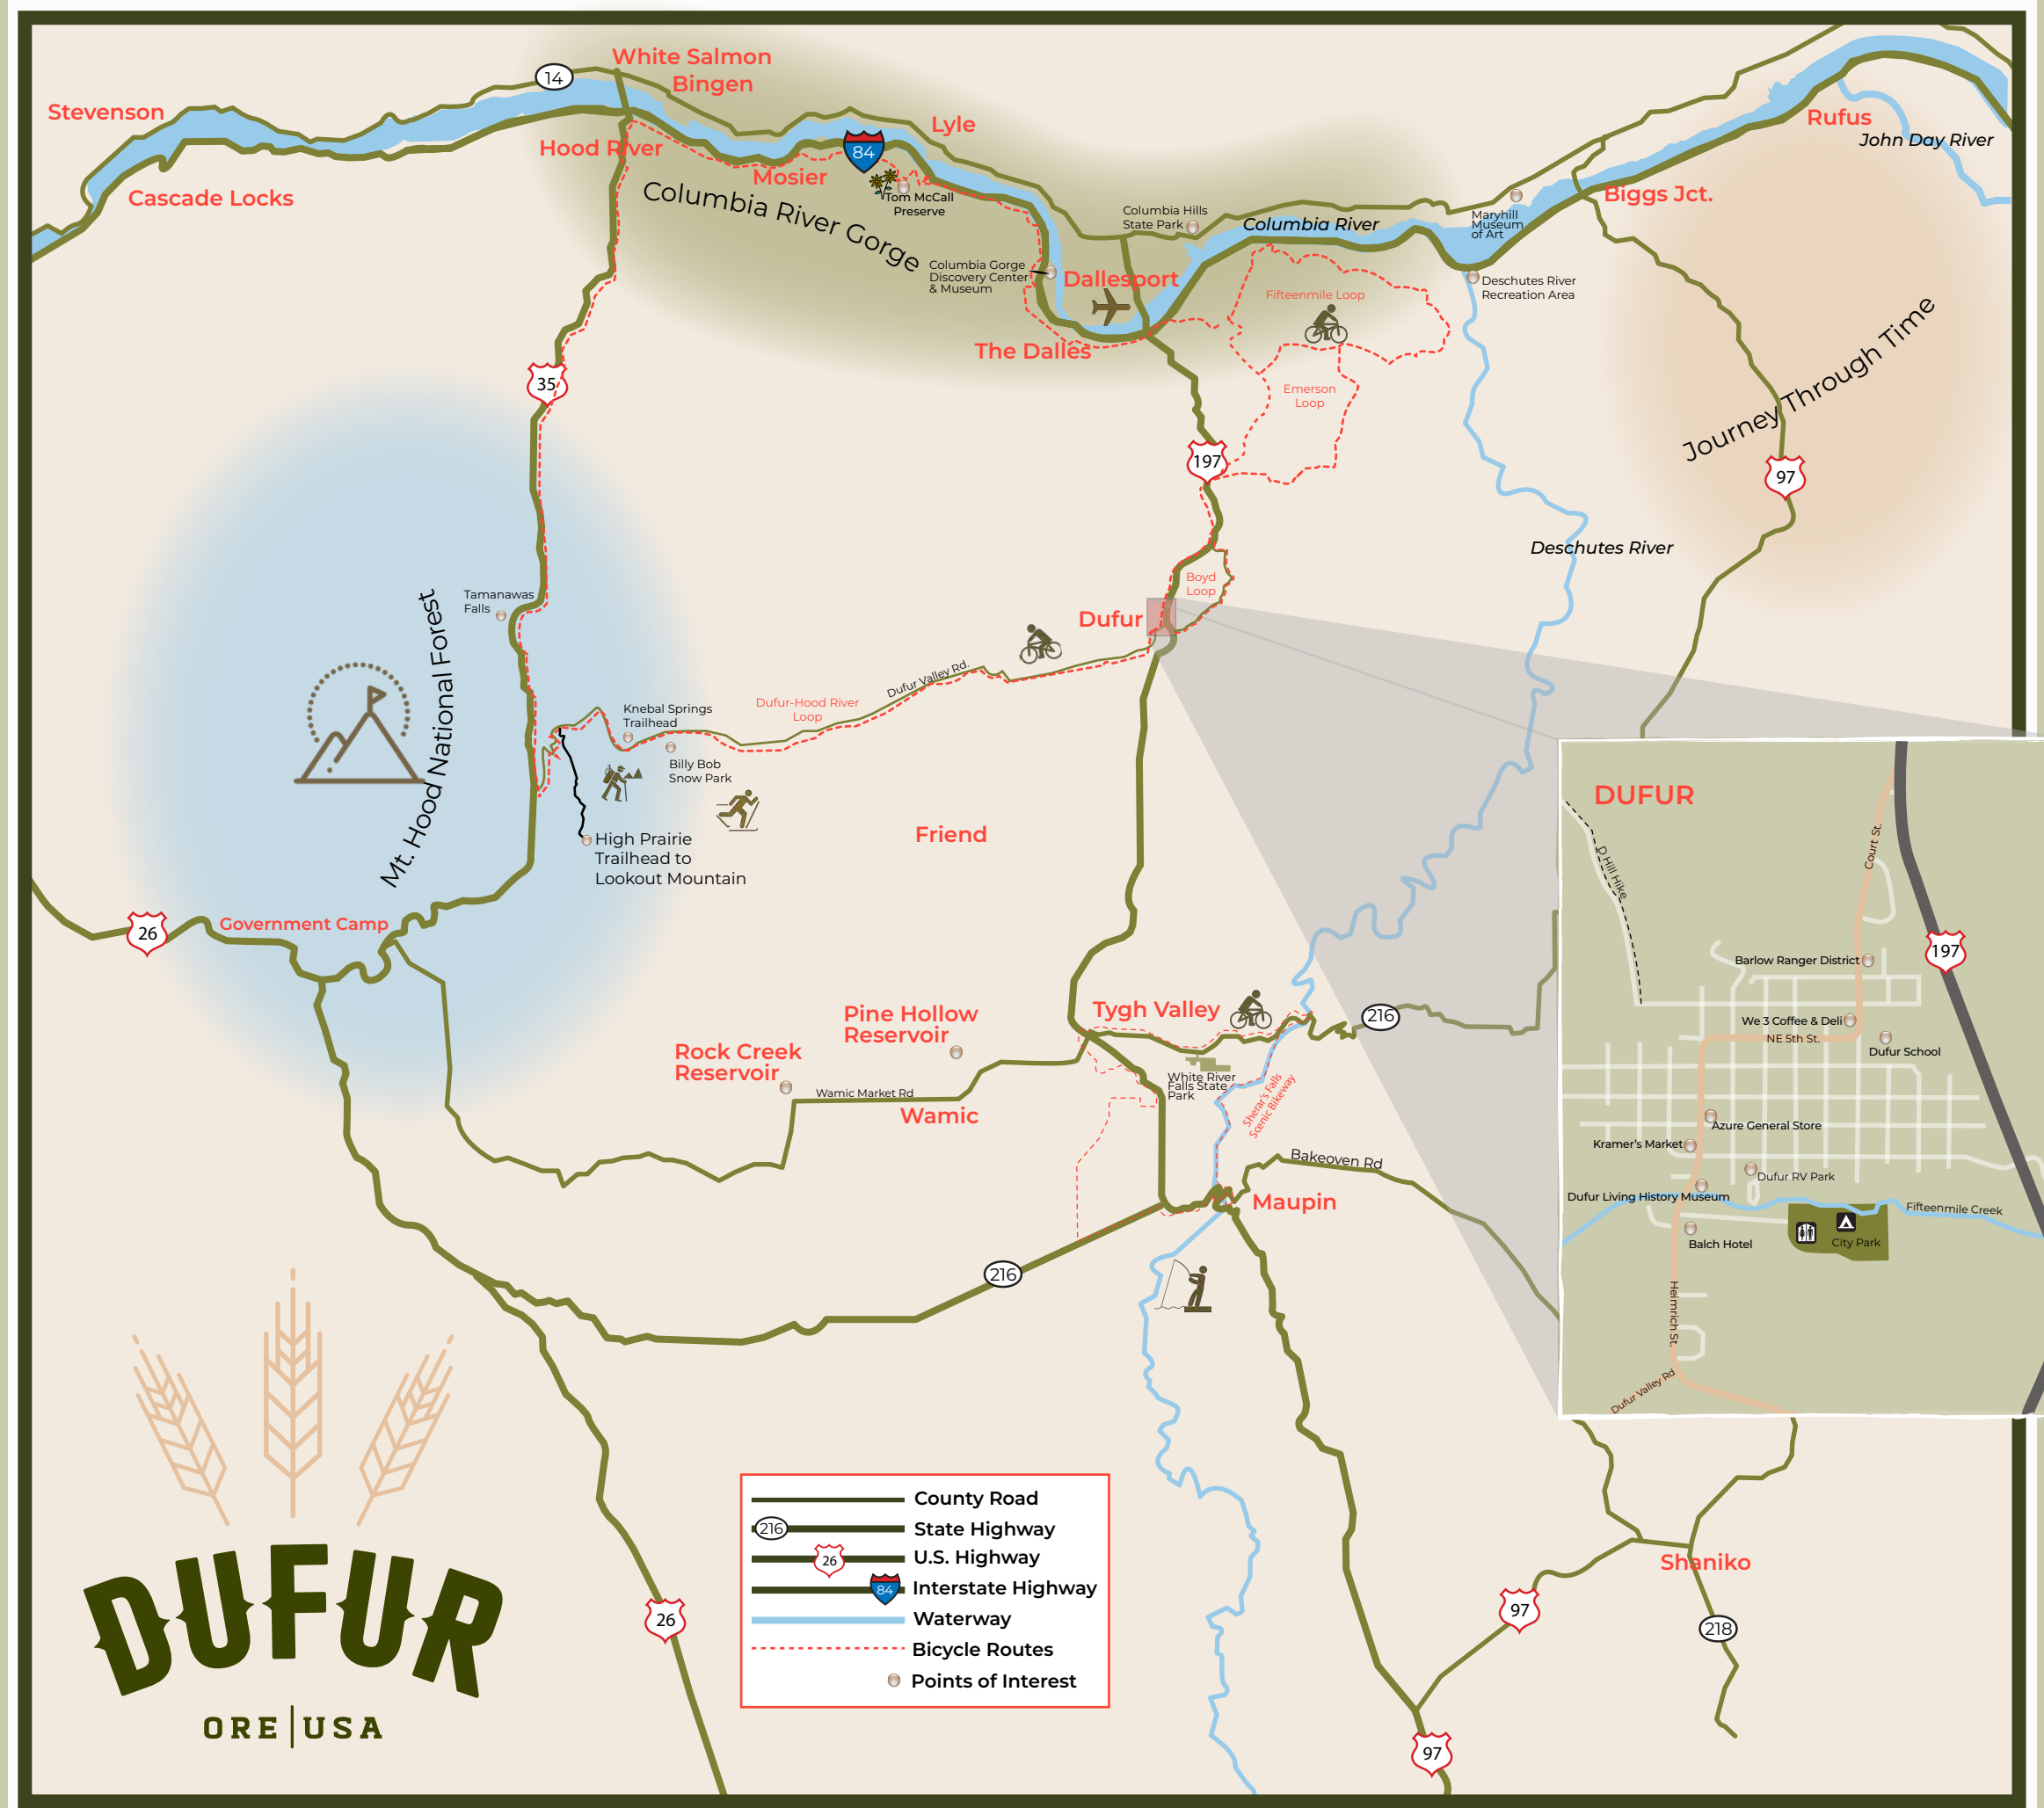 White Salmon
Bingen
14
Stevenson
Lyle
84
Hood River
Mosier
Cascade Locks
Tom McCall
Preserve
Columbia River Gorge
Rufus
John Day River
Biggs Jct.
Maryhill
Museum
of Art
Columbia Hills
State Park
Columbia River
Columbia Gorge
Discovery Center
& Museum
Dallesport
Deschutes River
Recreation Area
Fifteenmile Loop
The Dalles
Emerson
Loop
Journey Through Time
35
197
97
Deschutes River
Boyd
Loop
Dufur
Tamanawas
Falls
Mt. Hood National Forest
Dufur Valley Rd.
Dufur-Hood River
Loop
Knebal Springs
Trailhead
Billy Bob
Snow Park
High Prairie
Trailhead to
Lookout Mountain
Friend
26
Government Camp
Pine Hollow
Reservoir
Rock Creek
Reservoir
Tygh Valley
216
Wamic Market Rd
Wamic
White River
Falls State
Park
Sherar's Falls
Scenic Bikeway
Bakeoven Rd
Maupin
216
DUFUR
D Hill Hike
Court St.
197
Barlow Ranger District
We 3 Coffee & Deli
NE 5th St.
Dufur School
Azure General Store
Kramer's Market
Dufur RV Park
Dufur Living History Museum
Fifteenmile Creek
Balch Hotel
City Park
Heimrich St.
Dufur Valley Rd
Shaniko
97
218
97
26
County Road
216
State Highway
26
U.S. Highway
84
Interstate Highway
Waterway
Bicycle Routes
Points of Interest
DUFUR
ORE|USA